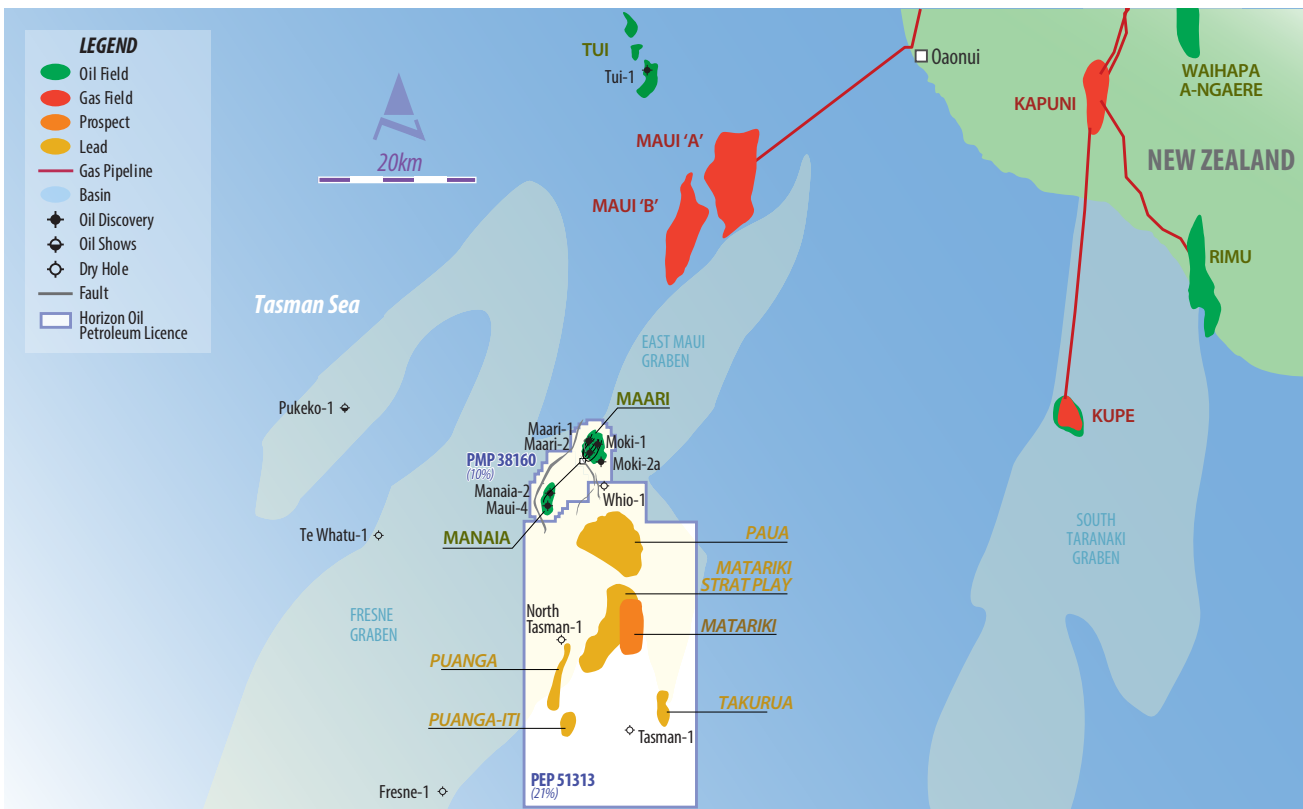 LEGEND
Oil Field
Gas Field
Prospect
Lead
Gas Pipeline
Basin
Oil Discovery
Oil Shows
Dry Hole
Fault
Horizon Oil
Petroleum Licence
20km
TUI
Tui-1
Oaonui
WAIHAPA
A-NGAERE
KAPUNI
NEW ZEALAND
MAUI 'A'
MAUI 'B'
RIMU
Tasman Sea
EAST MAUI
GRABEN
Pukeko-1
MAARI
KUPE
Maari-1
Maari-2
Moki-1
Moki-2a
PMP 38160
(10%)
Manaia-2
Maui-4
Whio-1
Te Whatu-1
MANAIA
PAUA
SOUTH
TARANAKI
GRABEN
MATARIKI
STRAT PLAY
FRESNE
GRABEN
North
Tasman-1
MATARIKI
PUANGA
TAKURUA
PUANGA-ITI
Tasman-1
PEP 51313
(21%)
Fresne-1